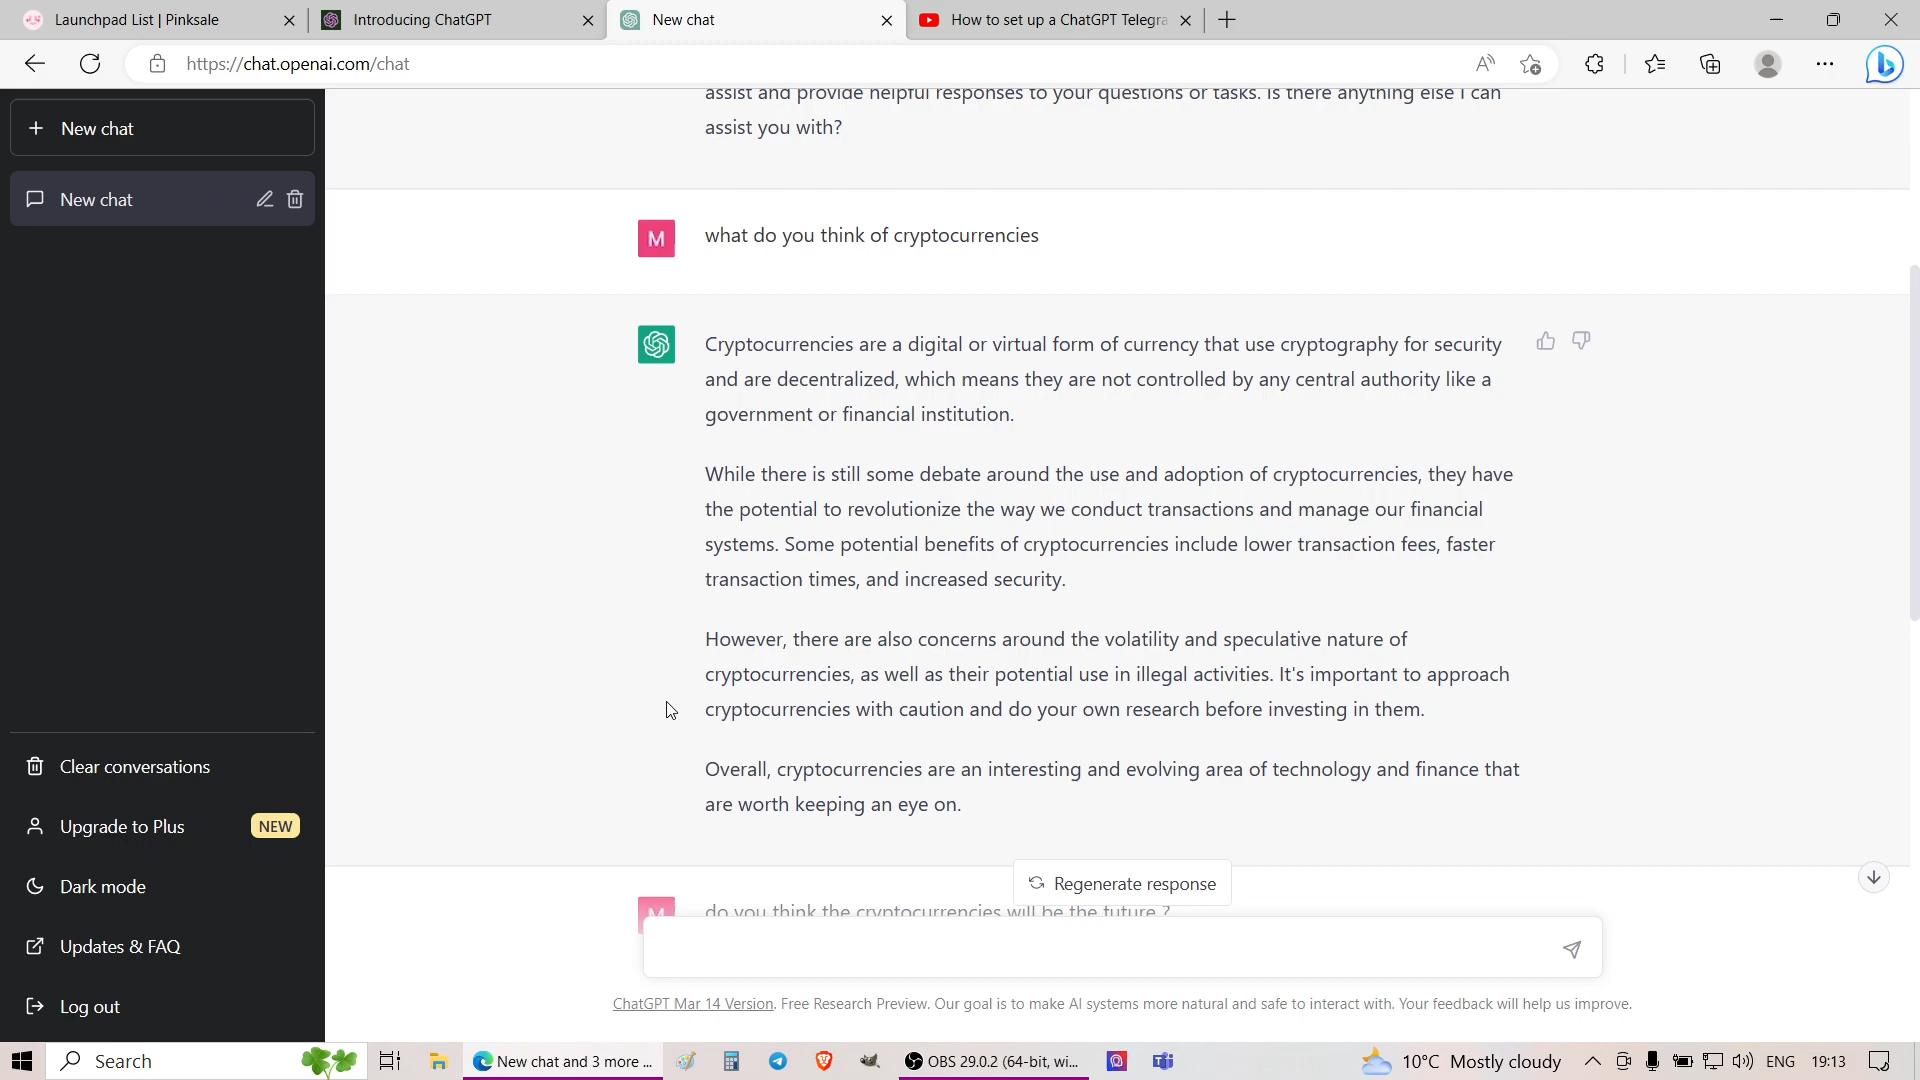 Launchpad List | Pinksale
Introducing ChatGPT
New chat
How to set up a ChatGPT Telegra
https://chat.openai.com/chat
New chat
New chat
assist and provide helpful responses to your questions or tasks. Is there anything else I can
assist you with?
M
what do you think of cryptocurrencies
Cryptocurrencies are a digital or virtual form of currency that use cryptography for security
and are decentralized, which means they are not controlled by any central authority like a
government or financial institution.
While there is still some debate around the use and adoption of cryptocurrencies, they have
the potential to revolutionize the way we conduct transactions and manage our financial
systems. Some potential benefits of cryptocurrencies include lower transaction fees, faster
transaction times, and increased security.
However, there are also concerns around the volatility and speculative nature of
cryptocurrencies, as well as their potential use in illegal activities. It's important to approach
cryptocurrencies with caution and do your own research before investing in them.
Overall, cryptocurrencies are an interesting and evolving area of technology and finance that
are worth keeping an eye on.
Regenerate response
M
do you think the cryptocurrencies will be the future ?
Clear conversations
Upgrade to Plus
NEW
Dark mode
Updates & FAQ
Log out
ChatGPT Mar 14 Version. Free Research Preview. Our goal is to make AI systems more natural and safe to interact with. Your feedback will help us improve.
Search
New chat and 3 more ...
OBS 29.0.2 (64-bit, wi...
10°C Mostly cloudy
ENG
19:13